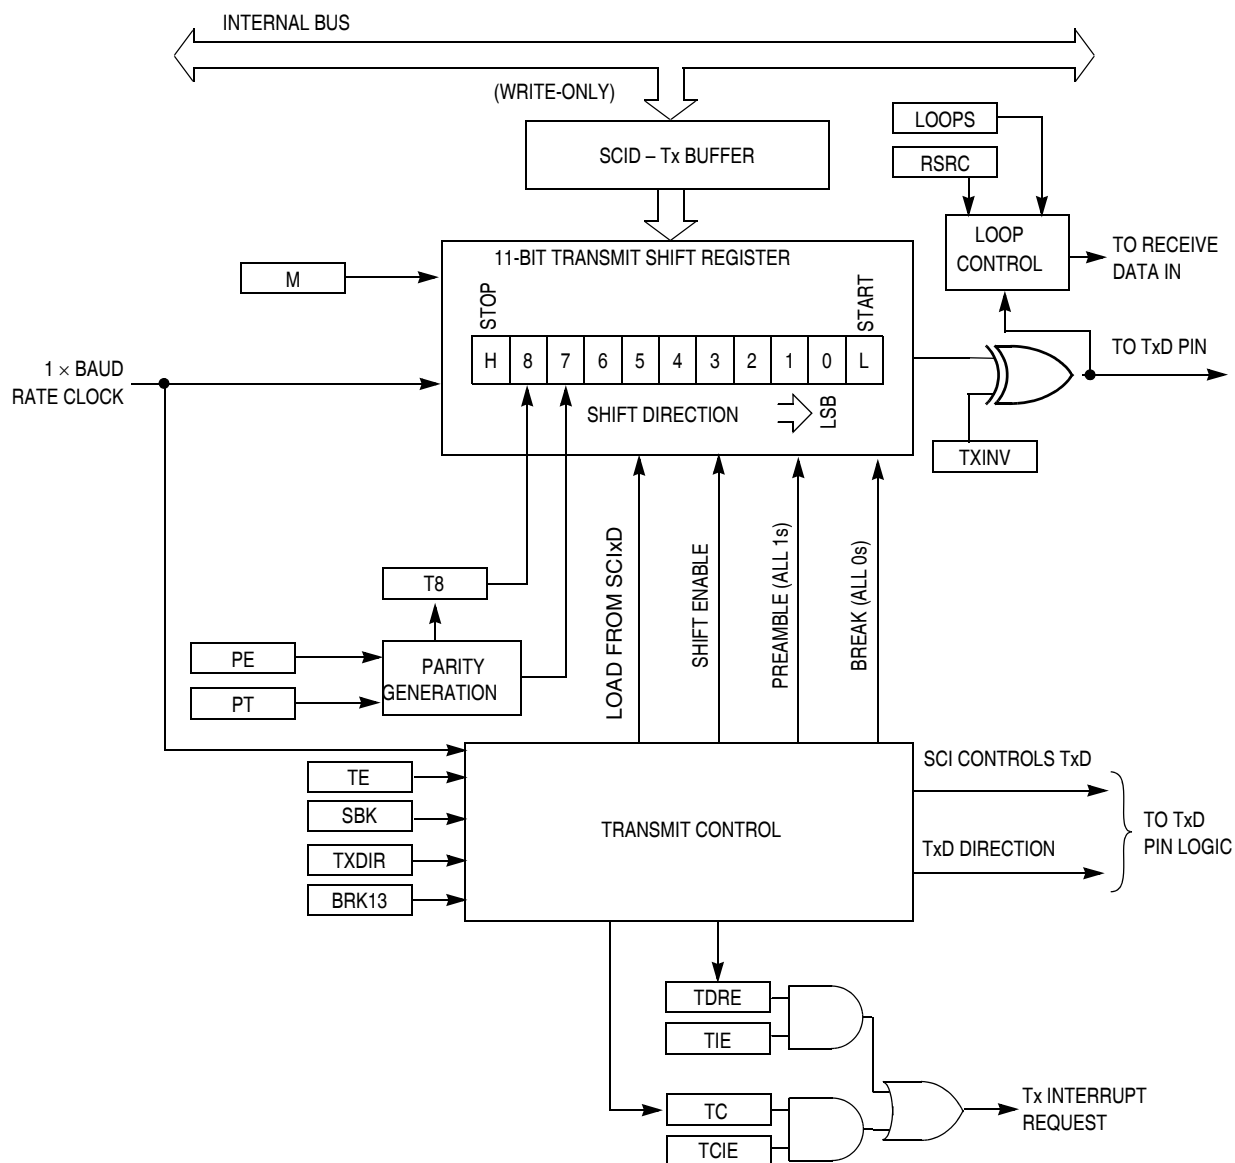 INTERNAL BUS
(WRITE-ONLY)
SCID – Tx BUFFER
LOOPS
RSRC
LOOP
CONTROL
TO RECEIVE
DATA IN
11-BIT TRANSMIT SHIFT REGISTER
M
STOP
START
H 8 7 6 5 4 3 2 1 0 L
TO TxD PIN
1 × BAUD
RATE CLOCK
SHIFT DIRECTION
LSB
TXINV
LOAD FROM SCIxD
SHIFT ENABLE
PREAMBLE (ALL 1s)
BREAK (ALL 0s)
T8
PE
PT
PARITY
GENERATION
TE
SBK
TXDIR
BRK13
TRANSMIT CONTROL
SCI CONTROLS TxD
TxD DIRECTION
TO TxD
PIN LOGIC
TDRE
TIE
TC
TCIE
Tx INTERRUPT
REQUEST